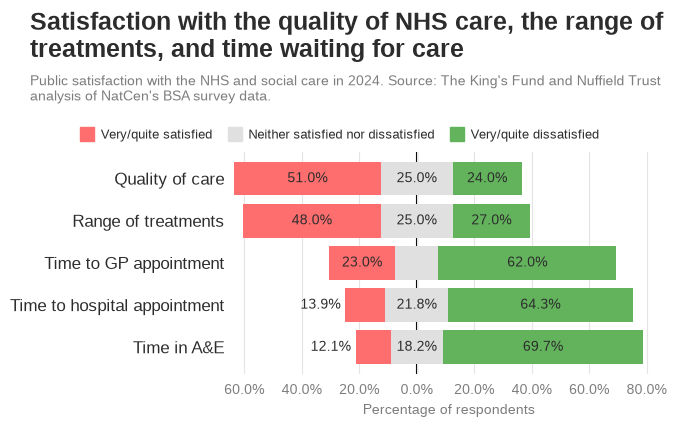 Satisfaction with the quality of NHS care, the range of
treatments, and time waiting for care
Public satisfaction with the NHS and social care in 2024. Source: The King's Fund and Nuffield Trust
analysis of NatCen's BSA survey data.
Very/quite satisfied Neither satisfied nor dissatisfied Very/quite dissatisfied
Quality of care 51.0% 25.0% 24.0%
Range of treatments 48.0% 25.0% 27.0%
Time to GP appointment 23.0% 62.0%
Time to hospital appointment 13.9% 21.8% 64.3%
Time in A&E 12.1% 18.2% 69.7%
60.0% 40.0% 20.0% 0.0% 20.0% 40.0% 60.0% 80.0%
Percentage of respondents